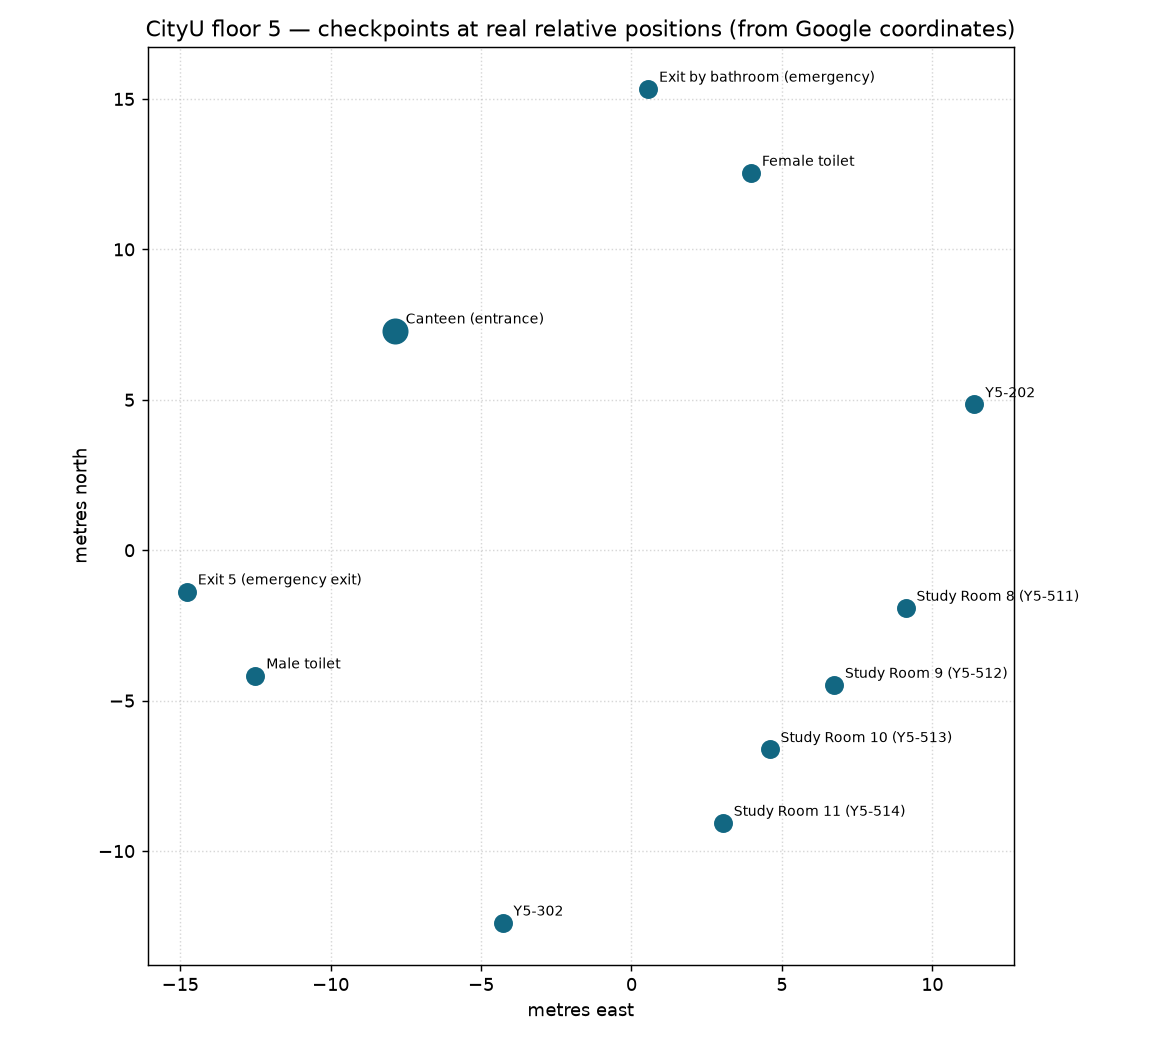 CityU floor 5 — checkpoints at real relative positions (from Google coordinates)
Exit by bathroom (emergency)
15
Female toilet
10
Canteen (entrance)
Y5-202
5
metres north
0
Exit 5 (emergency exit)
Study Room 8 (Y5-511)
Male toilet
Study Room 9 (Y5-512)
−5
Study Room 10 (Y5-513)
Study Room 11 (Y5-514)
−10
Y5-302
−15 −10 −5 0 5 10
metres east